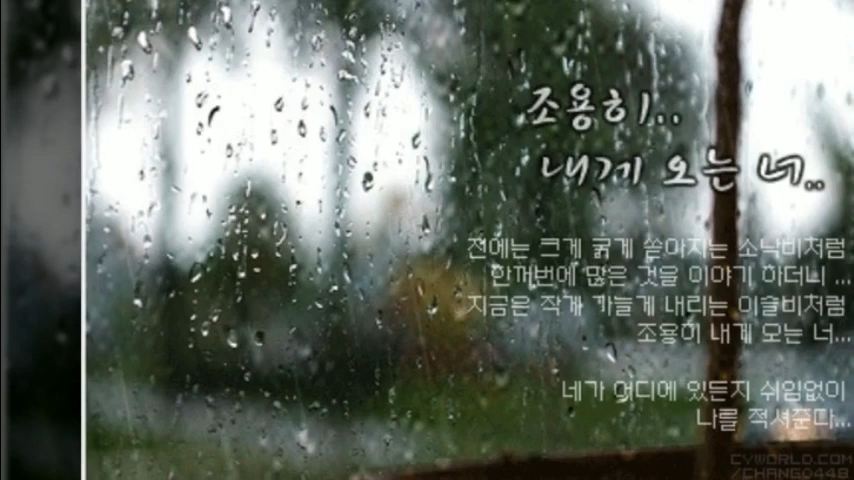 조용히..
내게 오는 너..
전에는 크게 굵게 쏟아지는 소낙비처럼
한꺼번에 많은 것을 이야기 하더니 ...
지금은 작게 가늘게 내리는 이슬비처럼
조용히 내게 오는 너...
네가 어디에 있든지 쉬임없이
나를 적셔준다...
CYWORLD.COM
/CHANG0448